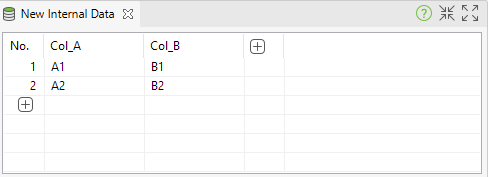 New Internal Data
No. Col_A Col_B
1 A1 B1
2 A2 B2